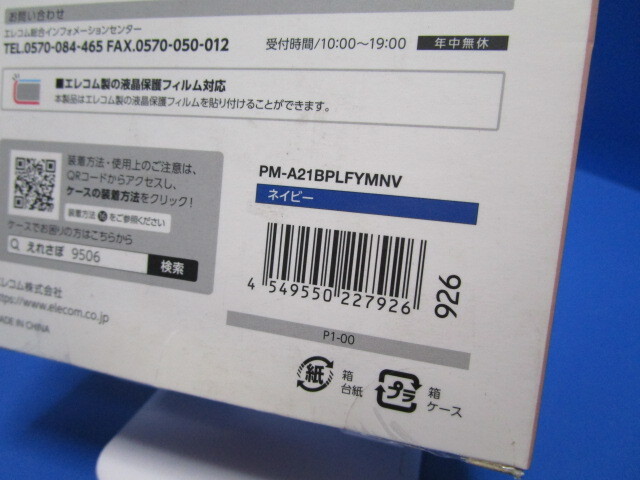 お問い合わせ
エレコム総合インフォメーションセンター
TEL.0570-084-465 FAX.0570-050-012
受付時間/10:00～19:00 年中無休
■エレコム製の液晶保護フィルム対応
本製品はエレコム製の液晶保護フィルムを貼り付けることができます。
装着方法・使用上のご注意は、
QRコードからアクセスし、
ケースの装着方法をクリック！
装着方法 16 をご参照ください
ケースでお困りの方はこちらから
えれさぽ 9506 検索
レコム株式会社
ttps://www.elecom.co.jp
MADE IN CHINA
PM-A21BPLFYMNV
ネイビー
4 549550 227926
926
P1-00
紙 箱
台紙
プラ 箱
ケース